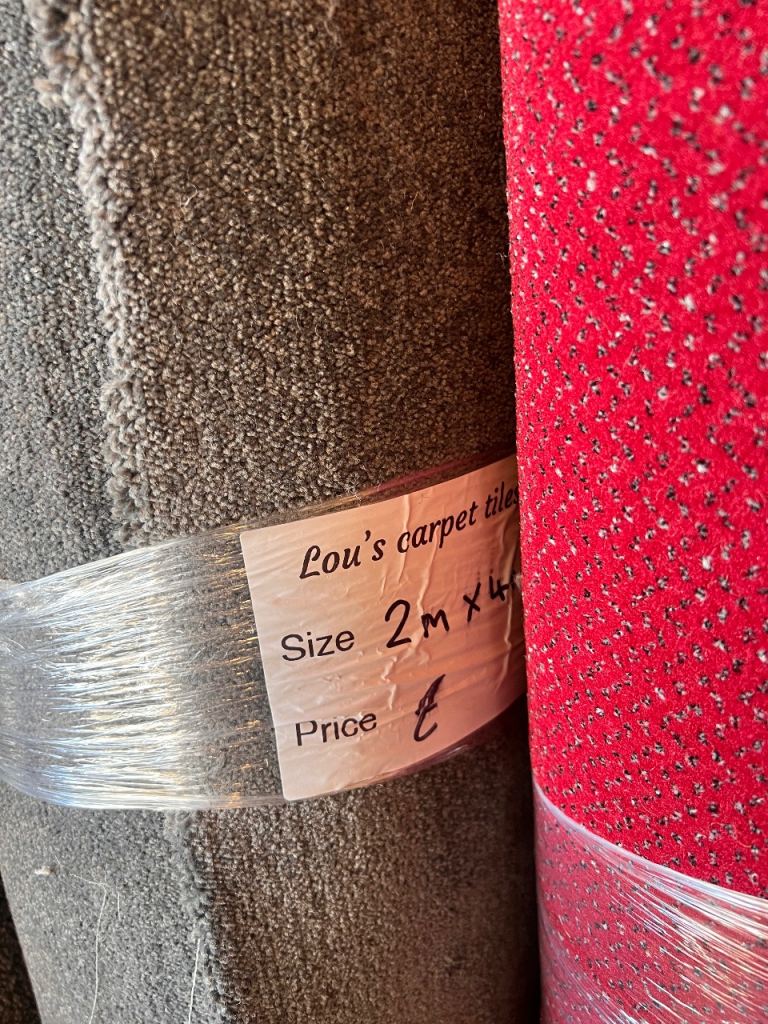 Lou's carpet tiles
Size 2m x 4
Price £